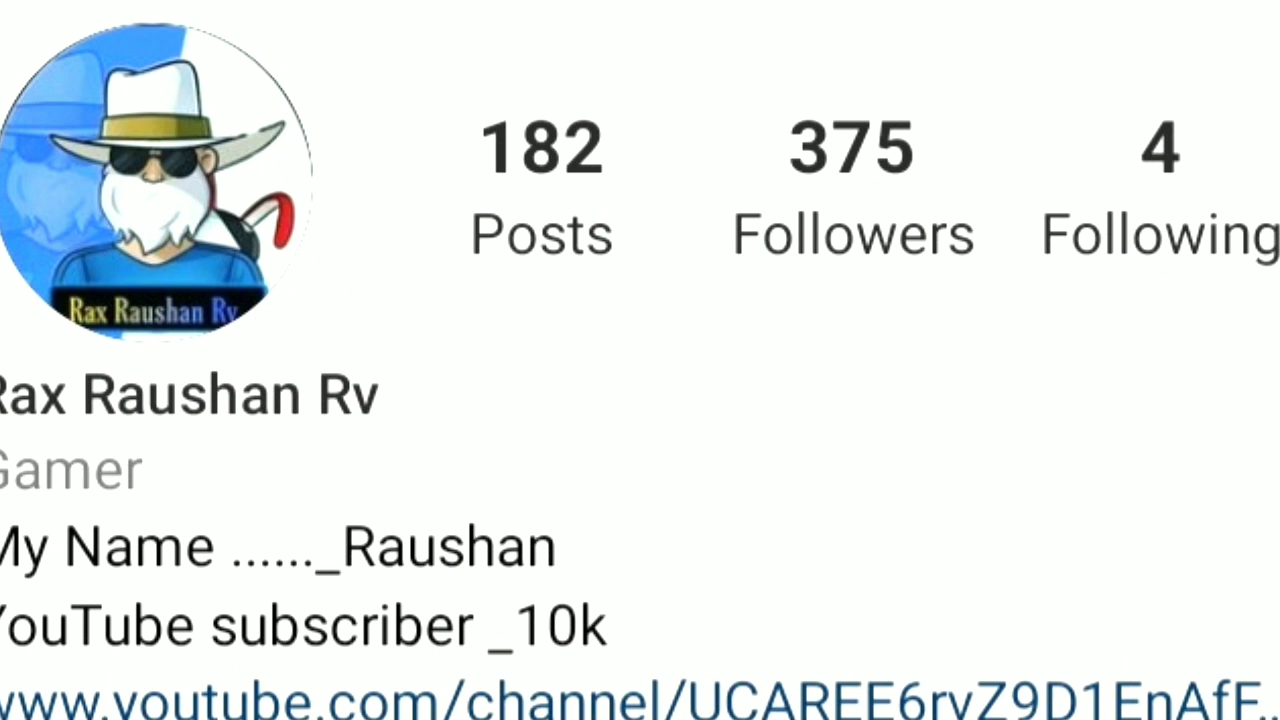 Rax Raushan Rv
182 375 4
Posts Followers Following
Rax Raushan Rv
Gamer
My Name ......_Raushan
YouTube subscriber _10k
www.youtube.com/channel/UCAREE6rvZ9D1EnAfF..